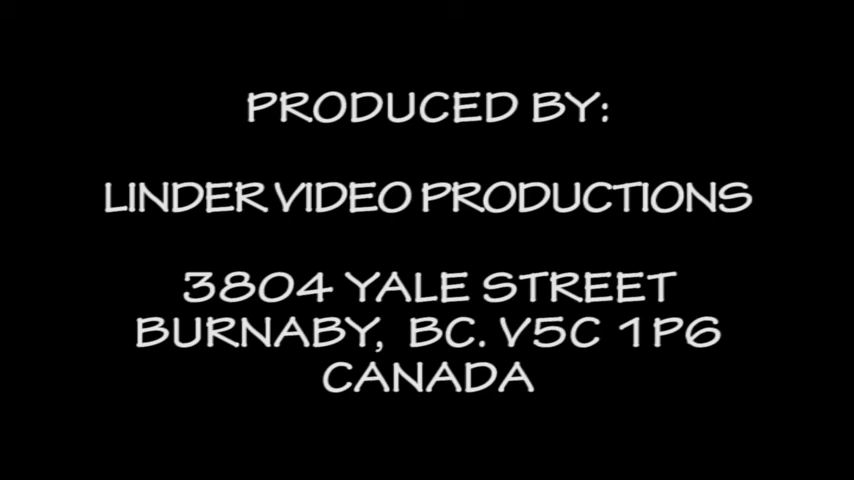 PRODUCED BY:
LINDER VIDEO PRODUCTIONS
3804 YALE STREET
BURNABY, BC. V5C 1P6
CANADA